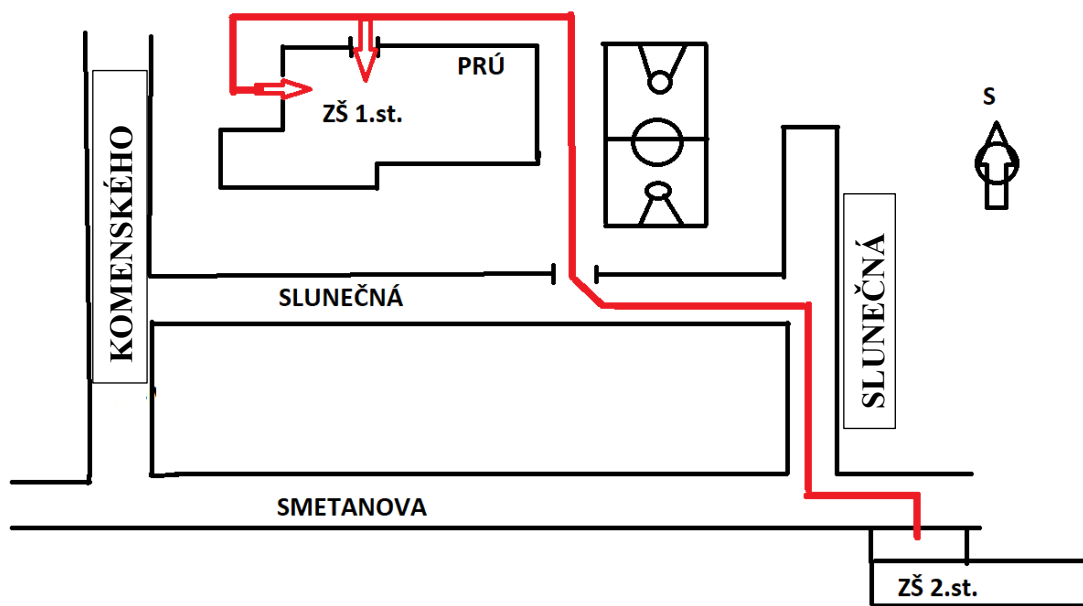 PRÚ
ZŠ 1.st.
S
KOMENSKÉHO
SLUNEČNÁ
SLUNEČNÁ
SMETANOVA
ZŠ 2.st.